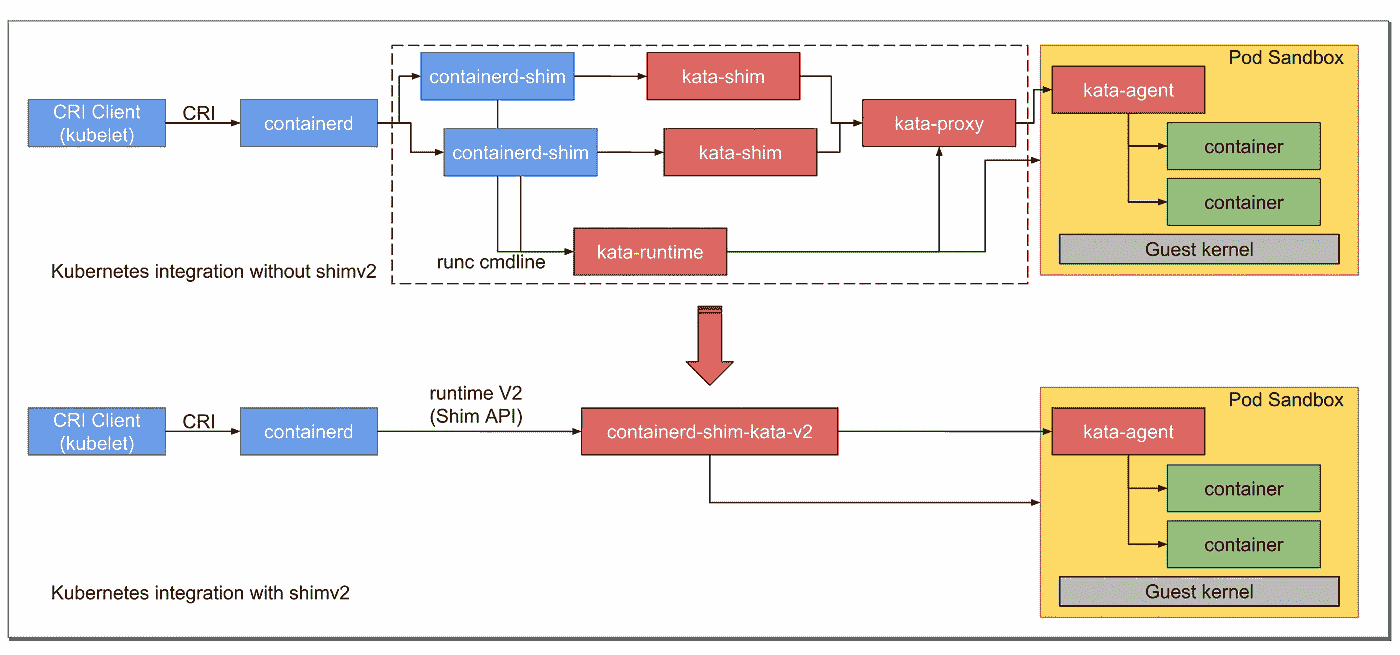 Pod Sandbox
containerd-shim
kata-shim
kata-agent
CRI Client
(kubelet)
CRI
containerd
kata-proxy
containerd-shim
kata-shim
container
container
kata-runtime
Guest kernel
runc cmdline
Kubernetes integration without shimv2
runtime V2
(Shim API)
Pod Sandbox
CRI Client
(kubelet)
CRI
containerd
containerd-shim-kata-v2
kata-agent
container
container
Guest kernel
Kubernetes integration with shimv2